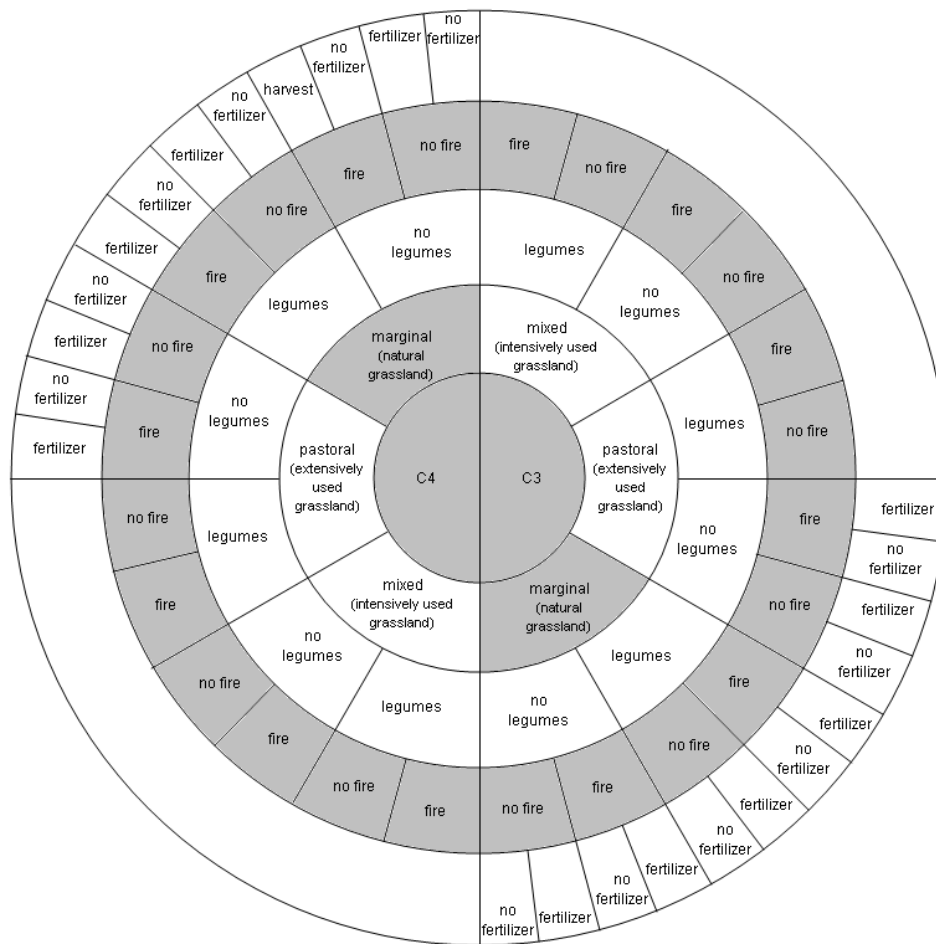 C4
C3
marginal
(natural
grassland)
mixed
(intensively used
grassland)
pastoral
(extensively
used
grassland)
marginal
(natural
grassland)
mixed
(intensively used
grassland)
pastoral
(extensively
used
grassland)
legumes
no
legumes
legumes
no
legumes
legumes
no
legumes
legumes
no
legumes
legumes
no
legumes
legumes
no
legumes
fire
no fire
fire
no fire
fire
no fire
fire
no fire
fire
no fire
fire
no fire
fire
no fire
fire
no fire
fire
no fire
fire
no fire
fire
no fire
fire
no fire
fertilizer
no
fertilizer
fertilizer
no
fertilizer
fertilizer
no
fertilizer
fertilizer
no
fertilizer
fertilizer
no
fertilizer
fertilizer
no
fertilizer
fertilizer
no
fertilizer
fertilizer
no
fertilizer
fertilizer
no
fertilizer
fertilizer
no
fertilizer
harvest
no
fertilizer
fertilizer
no
fertilizer